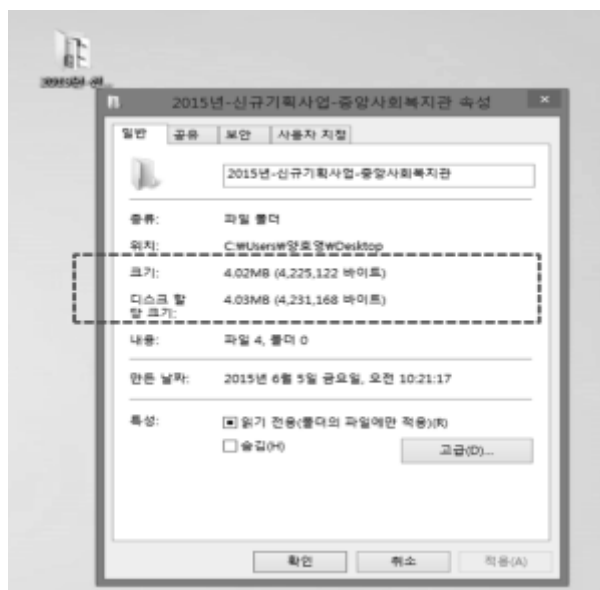 2015년-신규기획사업-중앙사회복지관 속성
일반 공유 보안 사용자 지정
2015년-신규기획사업-중앙사회복지관
종류: 파일 폴더
위치: C:₩Users₩양호영₩Desktop
크기: 4.02MB (4,225,122 바이트)
디스크 할당 크기: 4.03MB (4,231,168 바이트)
내용: 파일 4, 폴더 0
만든 날짜: 2015년 6월 5일 금요일, 오전 10:21:17
특성: 읽기 전용(폴더의 파일에만 적용)(R)
숨김(H)
고급(D)...
확인 취소 적용(A)